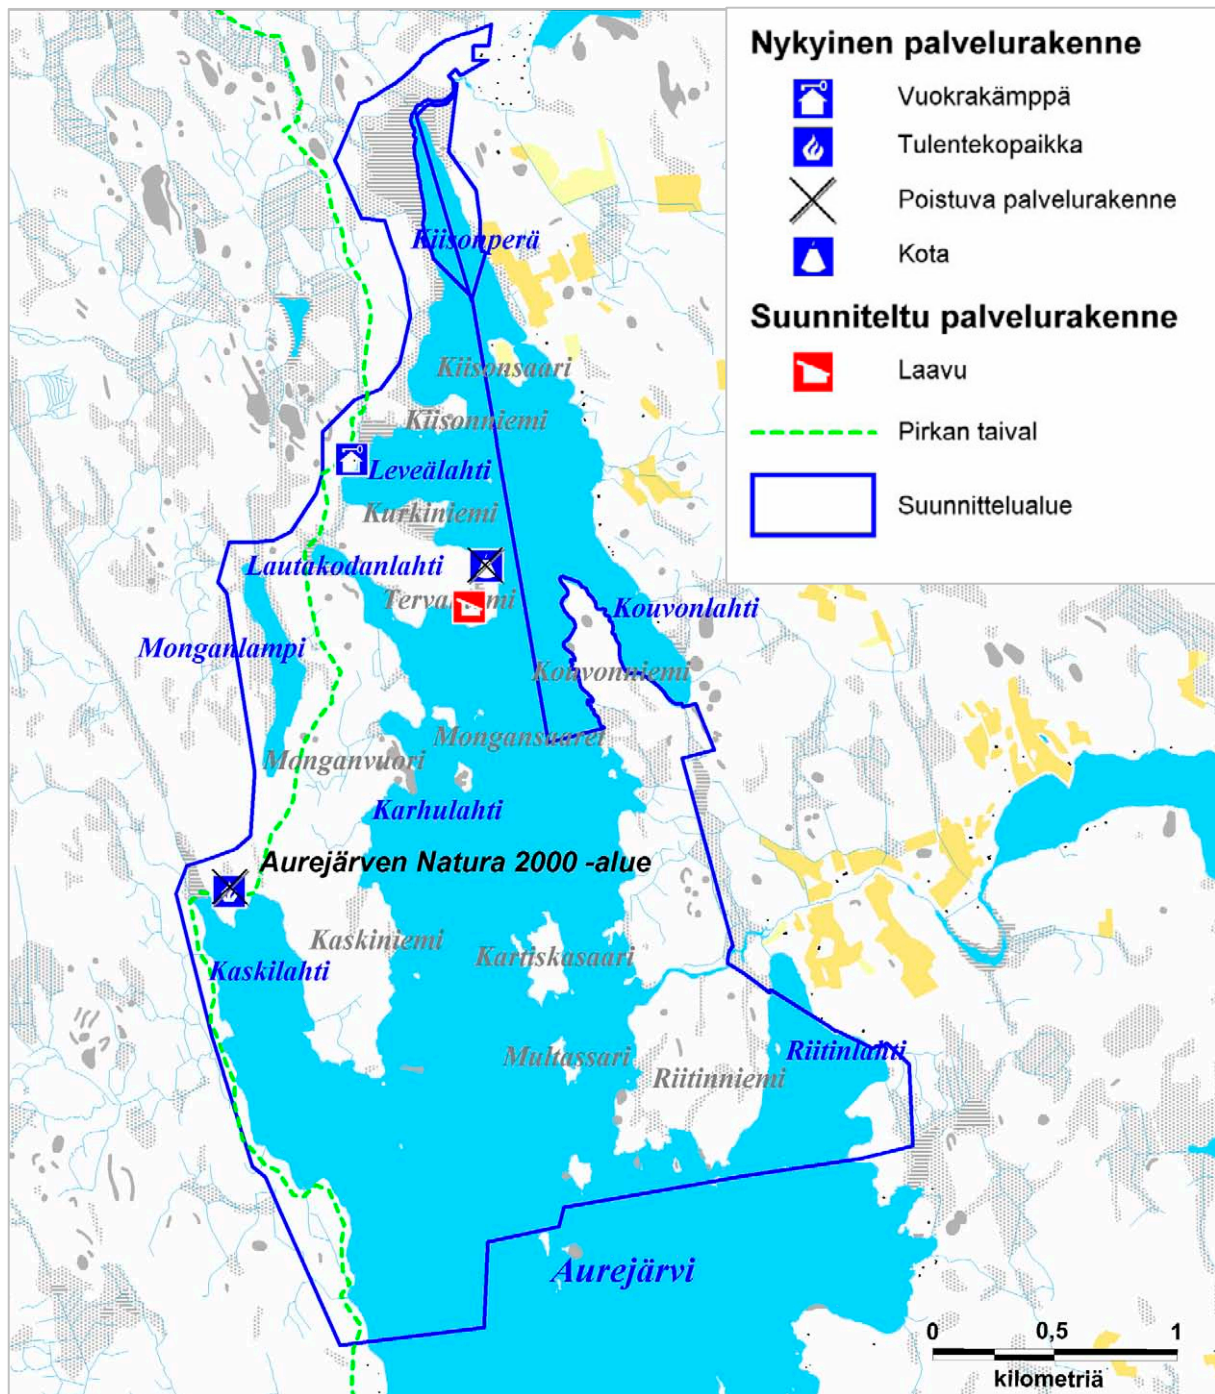 Nykyinen palvelurakenne
Vuokrakämppä
Tulentekopaikka
Poistuva palvelurakenne
Kota
Suunniteltu palvelurakenne
Laavu
Pirkan taival
Suunnittelualue
Kiisonperä
Kiisonsaari
Kiisonniemi
Leveälahti
Kurkiniemi
Lautakodanlahti
Kouvonlahti
Monganlampi
Kouvonniemi
Monganvuori
Karhulahti
Aurejärven Natura 2000 -alue
Kaskiniemi
Kartiskasaari
Kaskilahti
Multassari
Riitinlahti
Riitinniemi
Aurejärvi
0 0,5 1
kilometriä